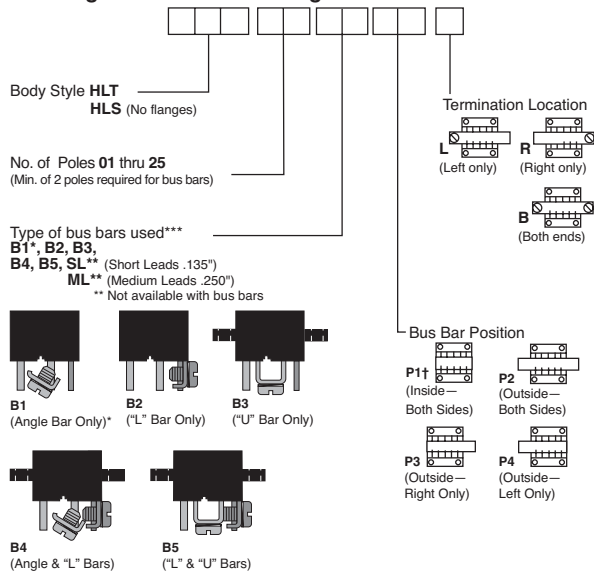 Body Style HLT
HLS (No flanges)
No. of Poles 01 thru 25
(Min. of 2 poles required for bus bars)
Type of bus bars used***
B1*, B2, B3,
B4, B5, SL** (Short Leads .135")
ML** (Medium Leads .250")
** Not available with bus bars
B1
(Angle Bar Only)*
B2
("L" Bar Only)
B3
("U" Bar Only)
B4
(Angle & "L" Bars)
B5
("L" & "U" Bars)
Termination Location
L
(Left only)
R
(Right only)
B
(Both ends)
Bus Bar Position
P1†
(Inside—
Both Sides)
P2
(Outside—
Both Sides)
P3
(Outside—
Right Only)
P4
(Outside—
Left Only)